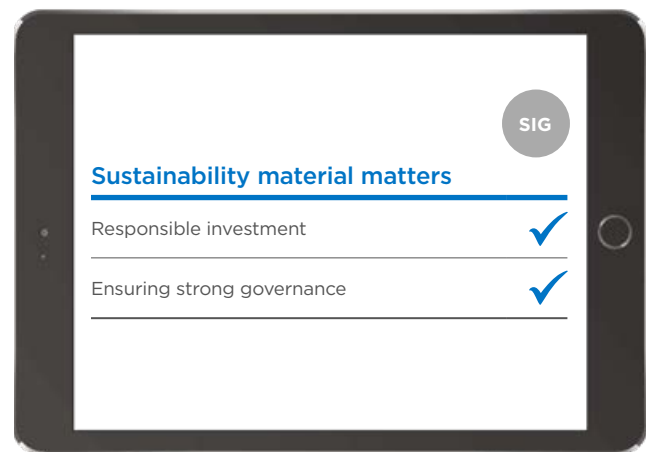 SIG
Sustainability material matters
Responsible investment
Ensuring strong governance